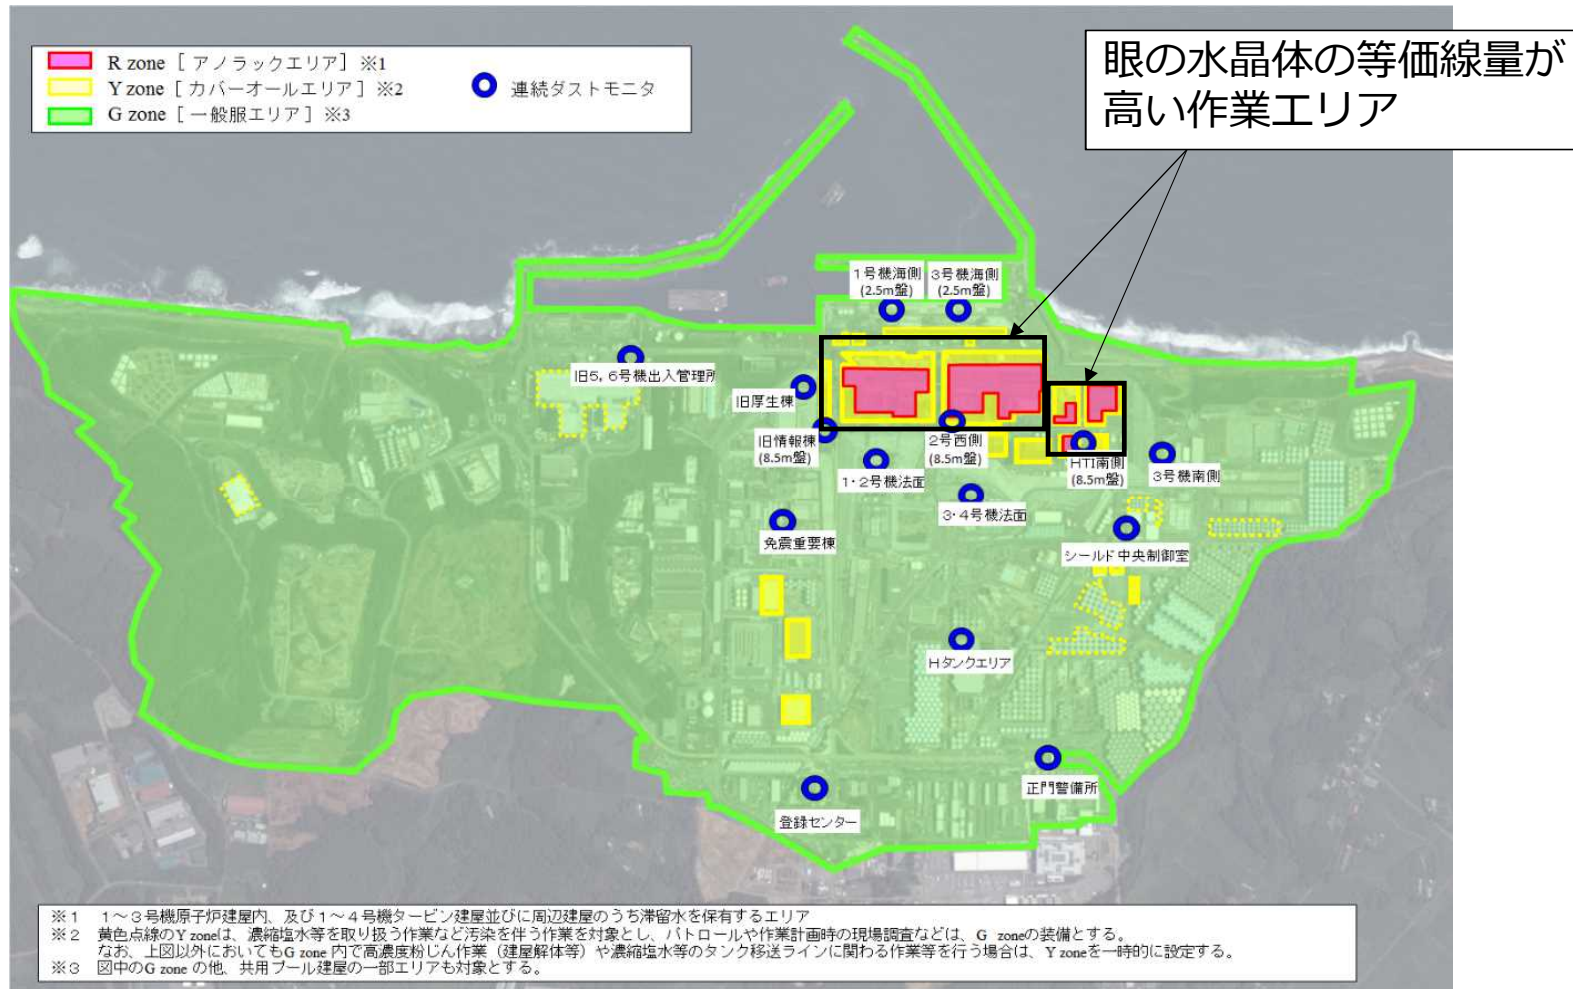 R zone [ アノラックエリア] ※1
Y zone [ カバーオールエリア ] ※2
G zone [ 一般服エリア ] ※3
連続ダストモニタ
眼の水晶体の等価線量が
高い作業エリア
1号機海側
(2.5m盤)
3号機海側
(2.5m盤)
旧5，6号機出入管理所
旧厚生棟
旧情報棟
(8.5m盤)
2号西側
(8.5m盤)
HTI南側
(8.5m盤)
3号機南側
1・2号機法面
3・4号機法面
免震重要棟
シールド中央制御室
Hタンクエリア
正門警備所
登録センター
※1 1～3号機原子炉建屋内、及び1～4号機タービン建屋並びに周辺建屋のうち滞留水を保有するエリア
※2 黄色点線のY zoneは、濃縮塩水等を取り扱う作業など汚染を伴う作業を対象とし、パトロールや作業計画時の現場調査などは、G zoneの装備とする。
なお、上図以外においてもG zone 内で高濃度粉じん作業（建屋解体等）や濃縮塩水等のタンク移送ラインに関わる作業等を行う場合は、Y zoneを一時的に設定する。
※3 図中のG zone の他、共用プール建屋の一部エリアも対象とする。